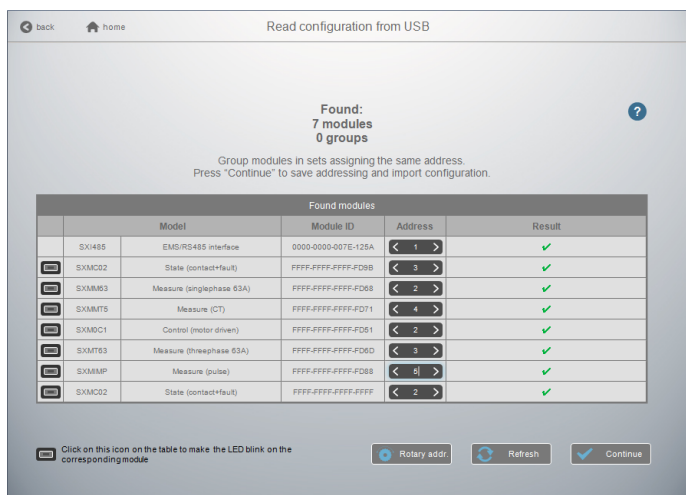 back home Read configuration from USB
Found:
7 modules
0 groups
Group modules in sets assigning the same address.
Press "Continue" to save addressing and import configuration.
Found modules
Model Module ID Address Result
SXI485 EMS/RS485 interface 0000-0000-007E-125A 1
SXMC02 State (contact+fault) FFFF-FFFF-FFFF-FD9B 3
SXMM63 Measure (singlephase 63A) FFFF-FFFF-FFFF-FD68 2
SXMMT5 Measure (CT) FFFF-FFFF-FFFF-FD71 4
SXM0C1 Control (motor driven) FFFF-FFFF-FFFF-FD51 2
SXMT63 Measure (threephase 63A) FFFF-FFFF-FFFF-FD6D 3
SXMIMP Measure (pulse) FFFF-FFFF-FFFF-FD88 5
SXMC02 State (contact+fault) FFFF-FFFF-FFFF-FFFF 2
Click on this icon on the table to make the LED blink on the
corresponding module
Rotary addr. Refresh Continue